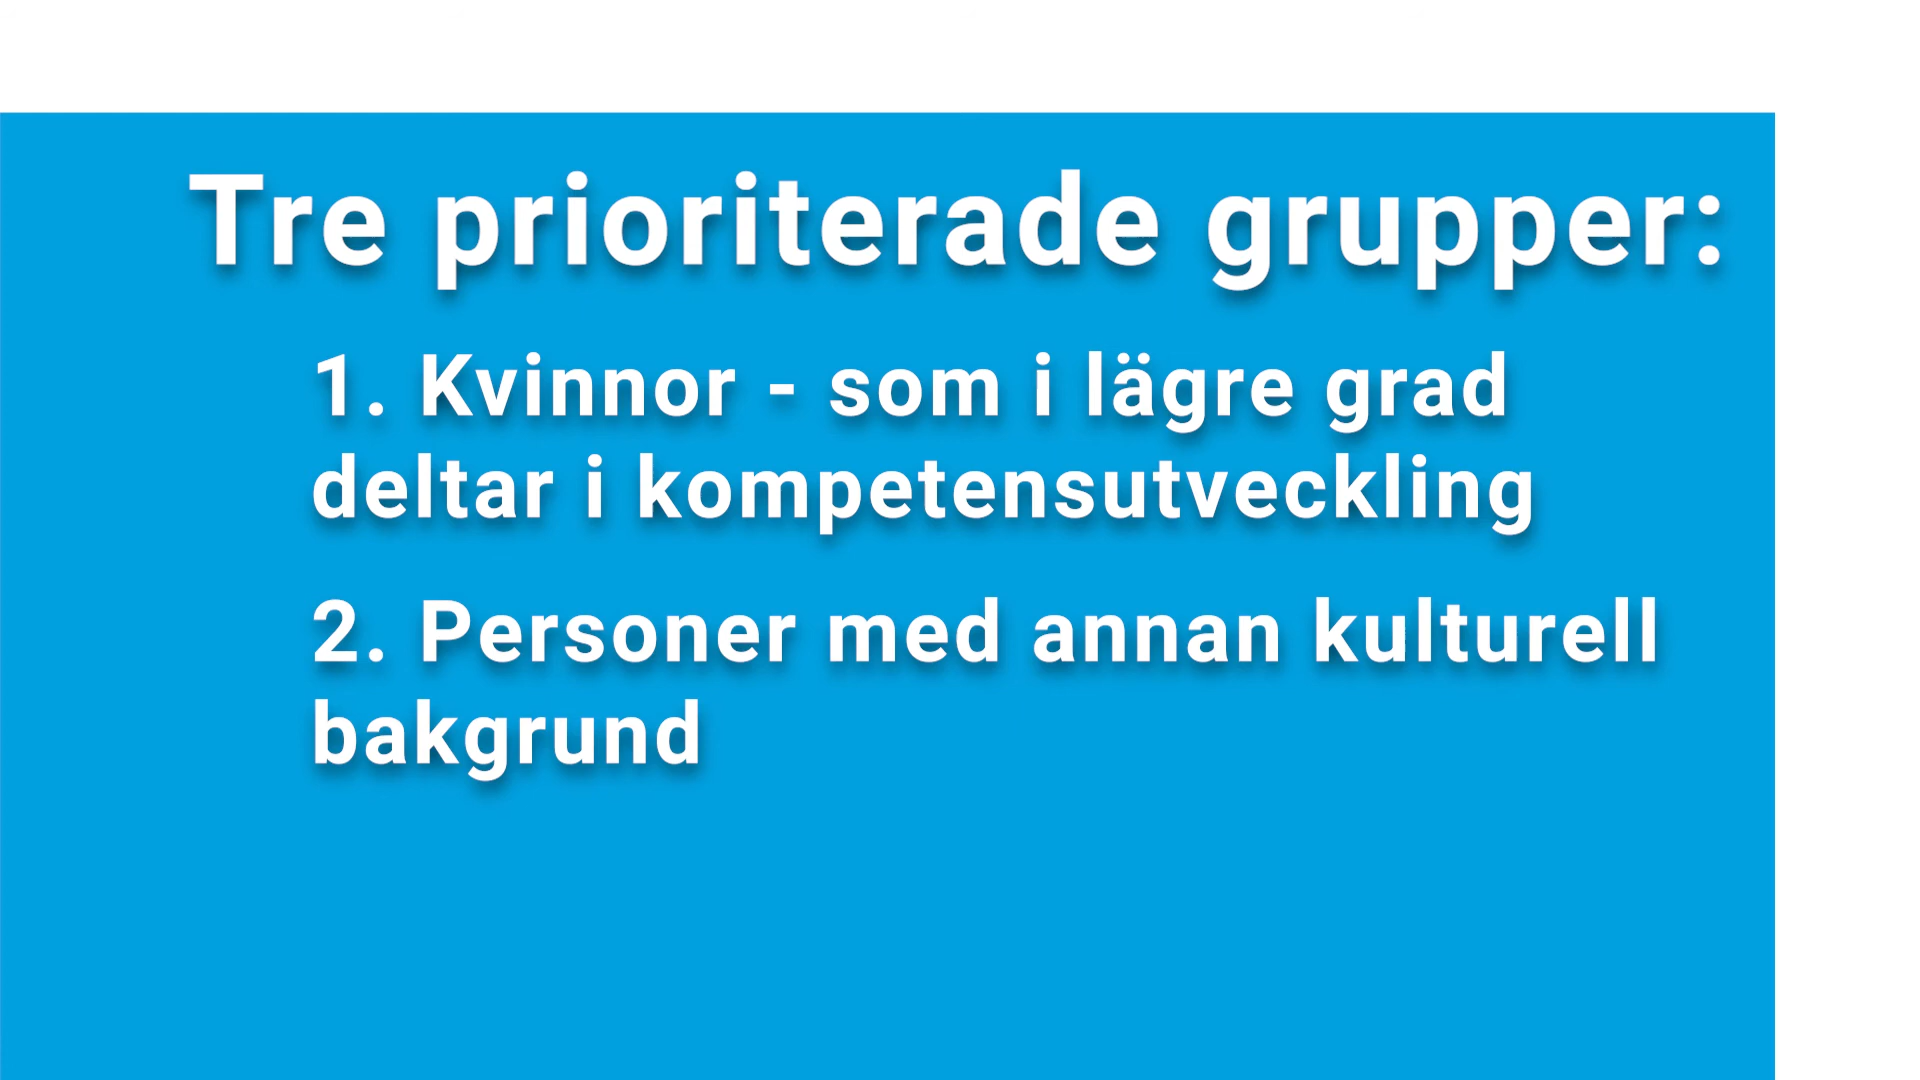 Tre prioriterade grupper:
1. Kvinnor - som i lägre grad
deltar i kompetensutveckling
2. Personer med annan kulturell
bakgrund